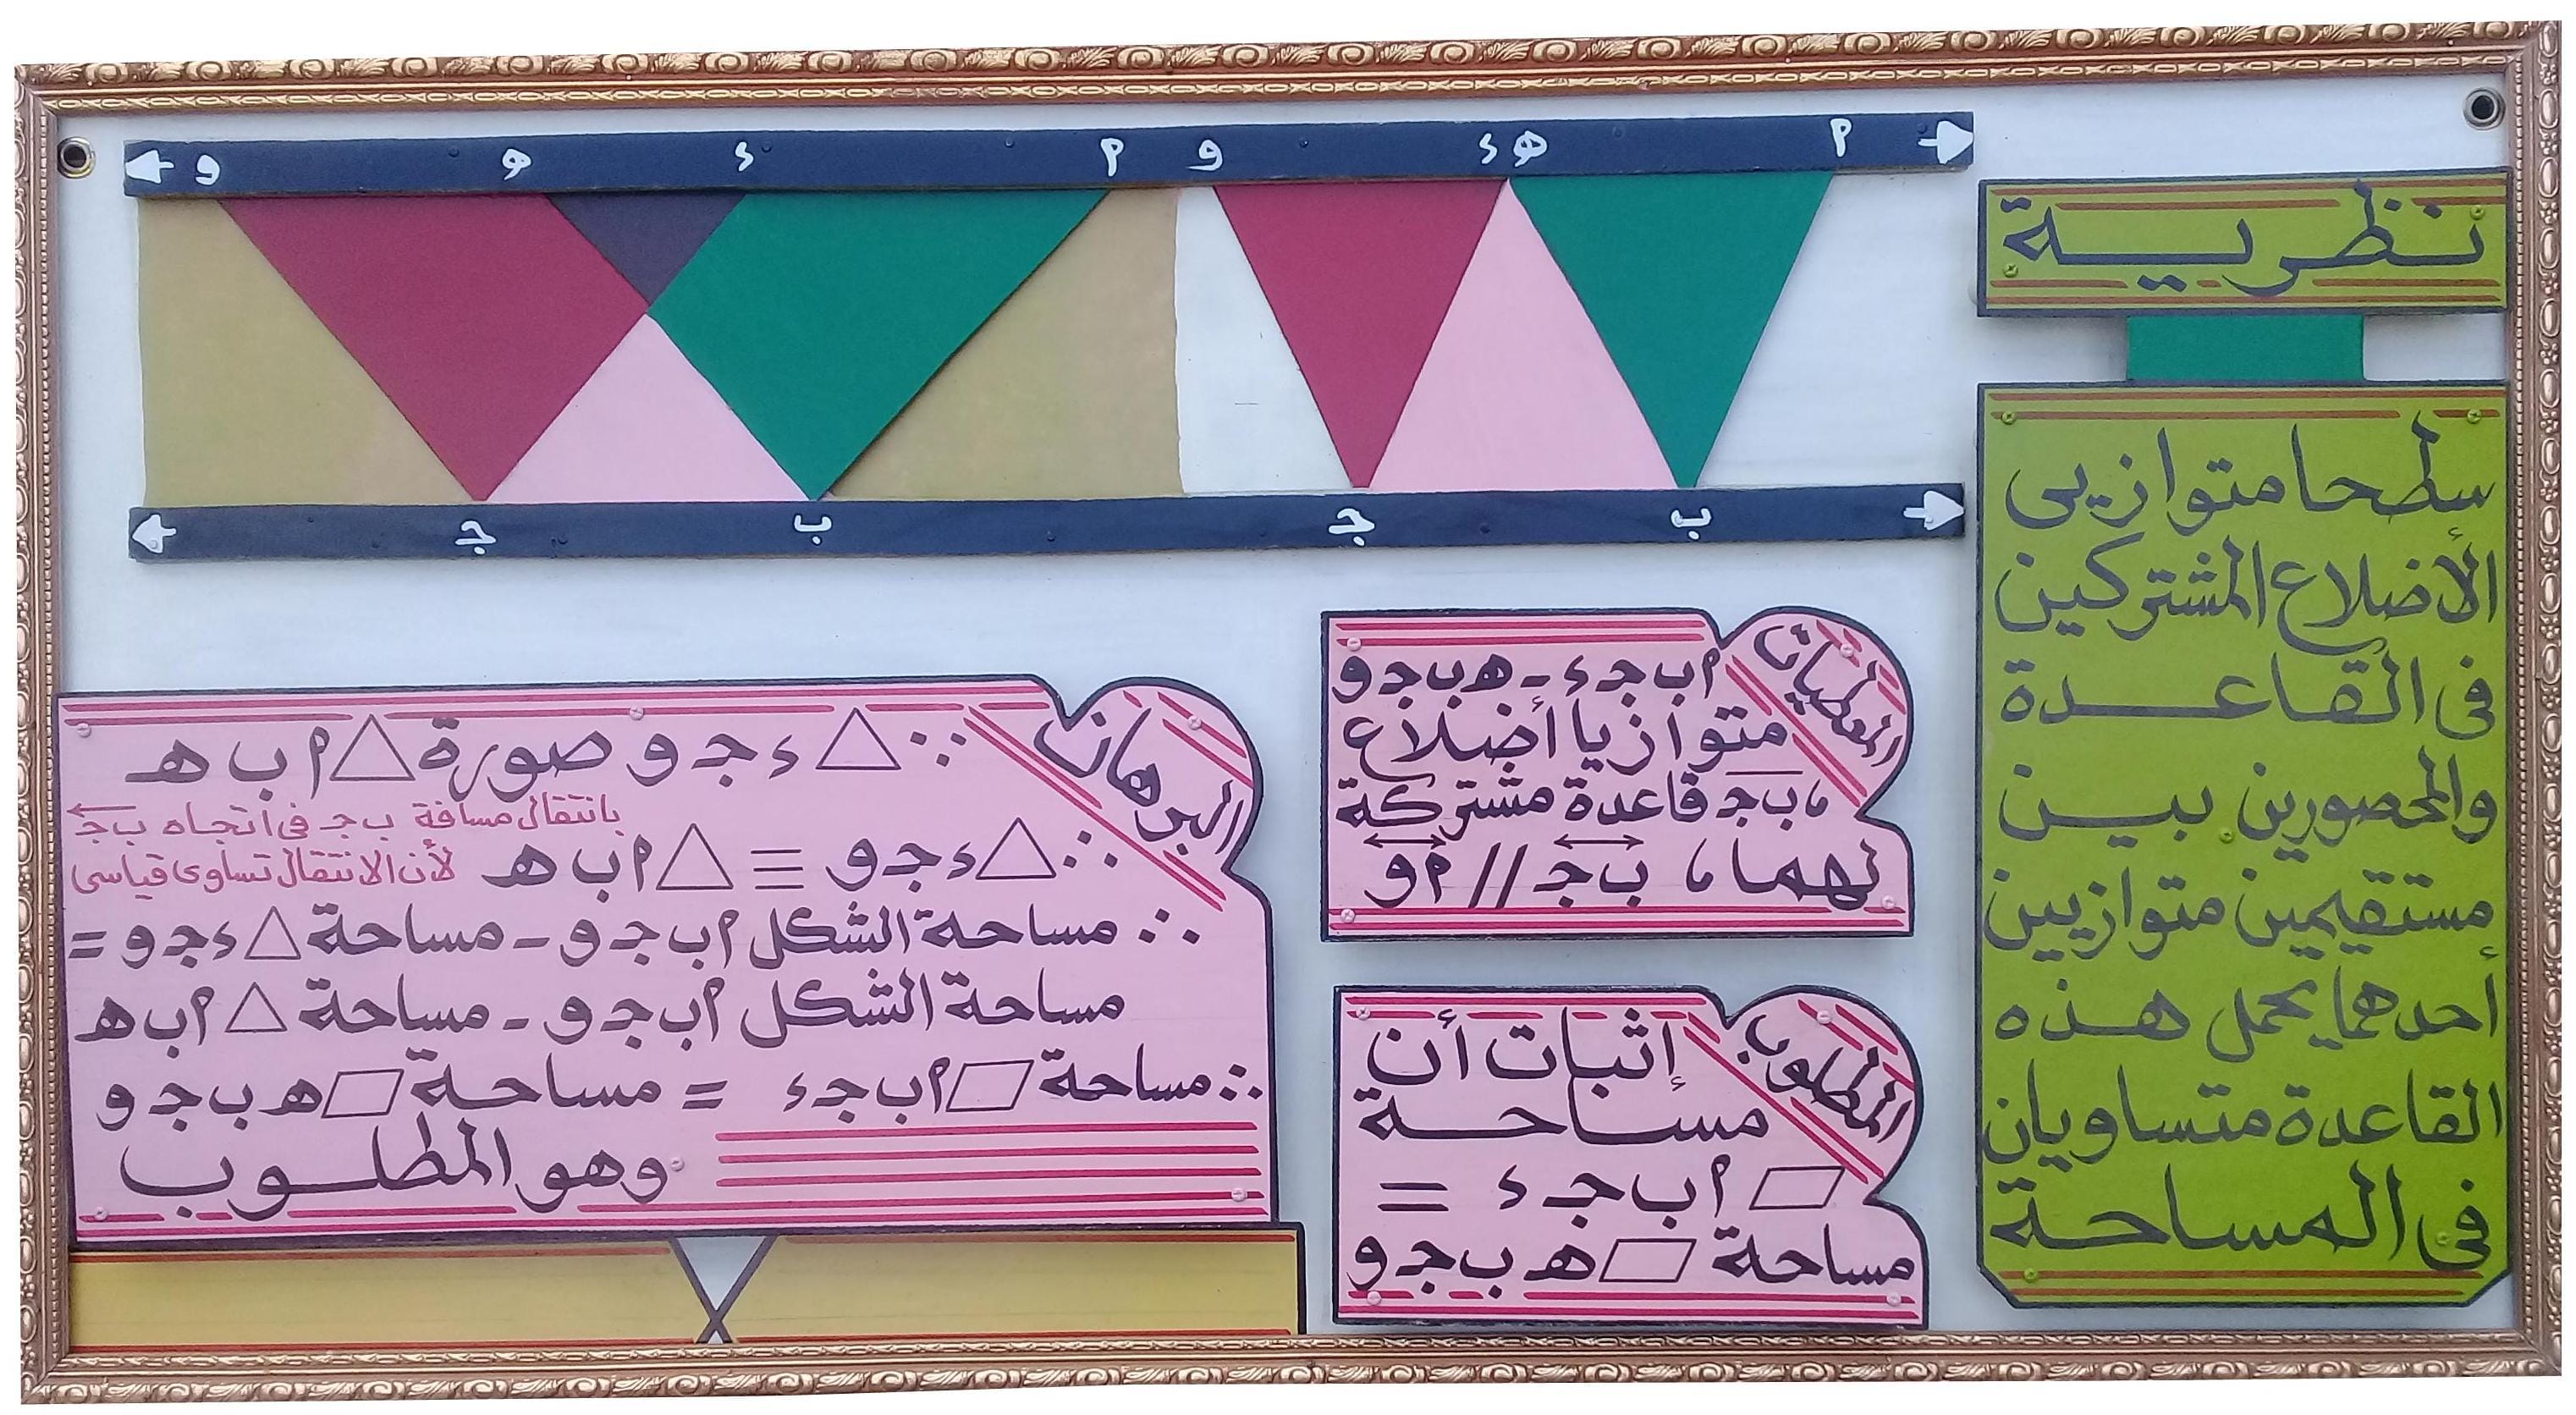 نظرية
سطحا متوازيى
الأضلاع المشتركين
فى القاعدة
والمحصورين بين
مستقيمين متوازيين
أحدهما يحمل هذه
القاعدة متساويان
فى المساحة
م هـ ء و م ء هـ و
ب جـ ب جـ
المعطيات
م ب جـ ء - هـ ب جـ و
متوازيا أضلاع
، ب جـ قاعدة مشتركة
لهما ، ب جـ // م و
المطلوب
إثبات أن
مساحة
▱ م ب جـ ء =
مساحة ▱ هـ ب جـ و
البرهان
∵ △ ء جـ و صورة △ م ب هـ
بانتقال مسافة ب جـ فى اتجاه ب جـ
∴ △ ء جـ و ≡ △ م ب هـ لأن الانتقال تساوى قياسى
∴ مساحة الشكل م ب جـ و - مساحة △ ء جـ و =
مساحة الشكل م ب جـ و - مساحة △ م ب هـ
∴ مساحة ▱ م ب جـ ء = مساحة ▱ هـ ب جـ و
وهو المطلوب